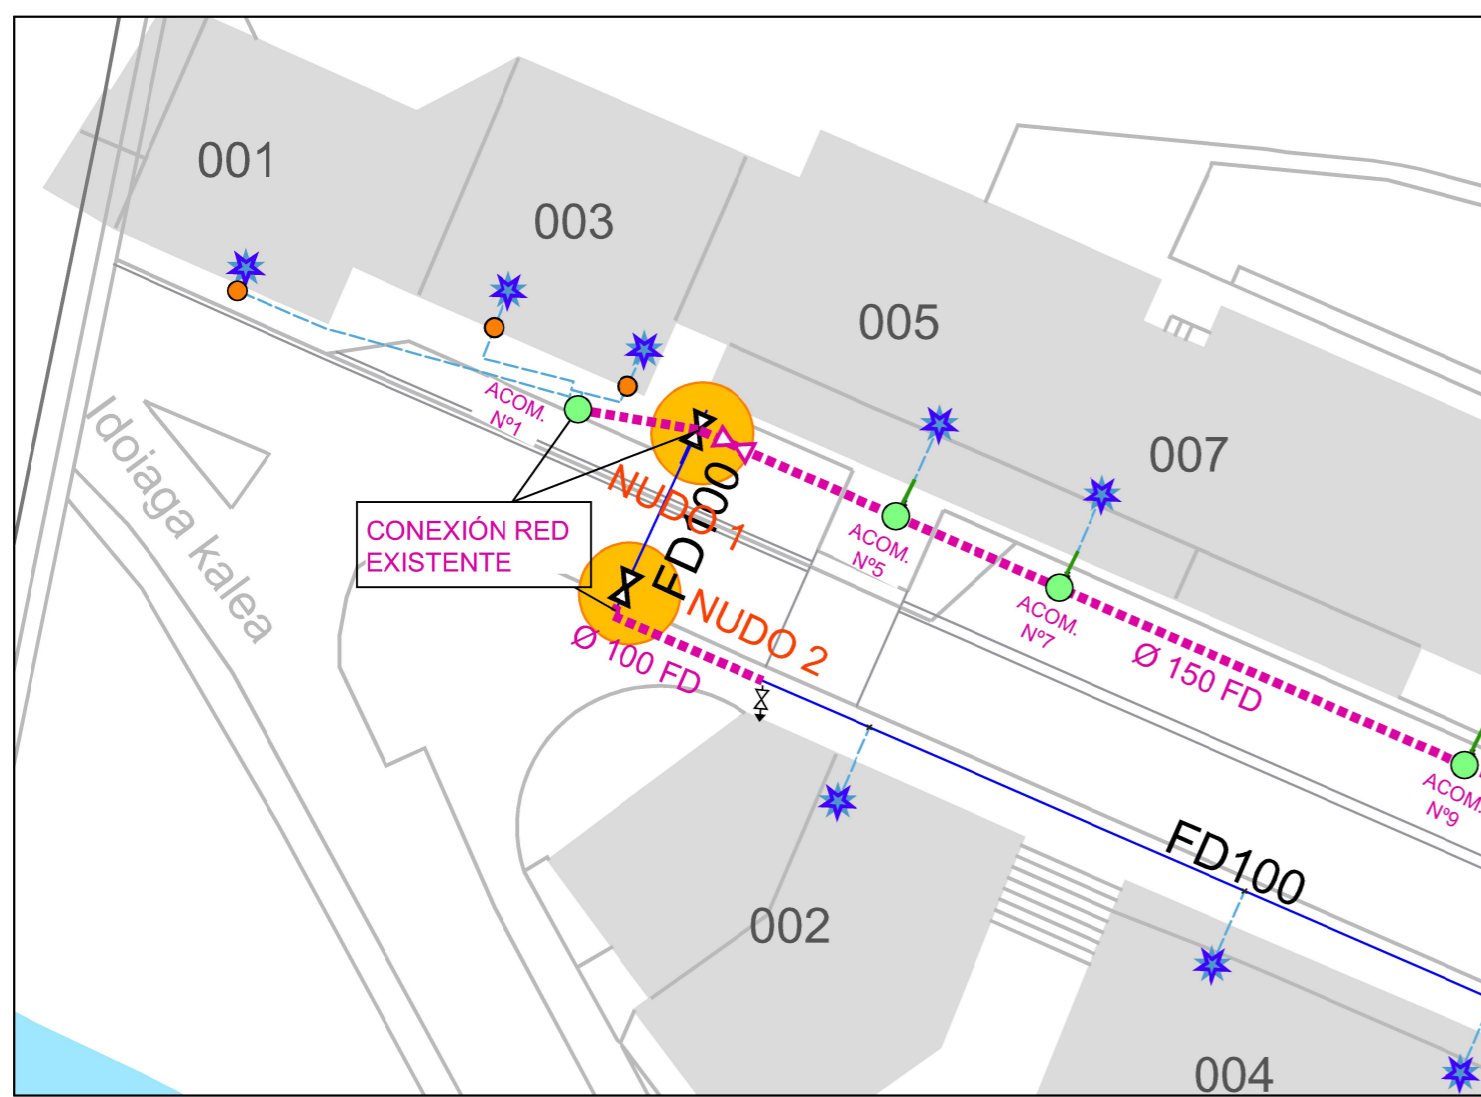 001
003
005
007
ACOM.
Nº1
Idoiaga kalea
CONEXIÓN RED
EXISTENTE
NUDO 1
FD 100
NUDO 2
Ø 100 FD
ACOM.
Nº5
ACOM.
Nº7
Ø 150 FD
ACOM.
Nº9
FD100
002
004